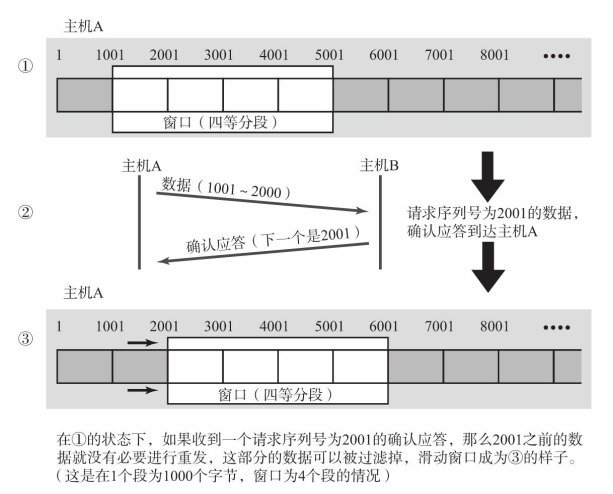 主机A
1 1001 2001 3001 4001 5001 6001 7001 8001 ••••
①
窗口（四等分段）
主机A
主机B
数据（1001～2000）
②
请求序列号为2001的数据，
确认应答到达主机A
确认应答（下一个是2001）
主机A
1 1001 2001 3001 4001 5001 6001 7001 8001 ••••
③
窗口（四等分段）
在①的状态下，如果收到一个请求序列号为2001的确认应答，那么2001之前的数
据就没有必要进行重发，这部分的数据可以被过滤掉，滑动窗口成为③的样子。
（这是在1个段为1000个字节，窗口为4个段的情况）